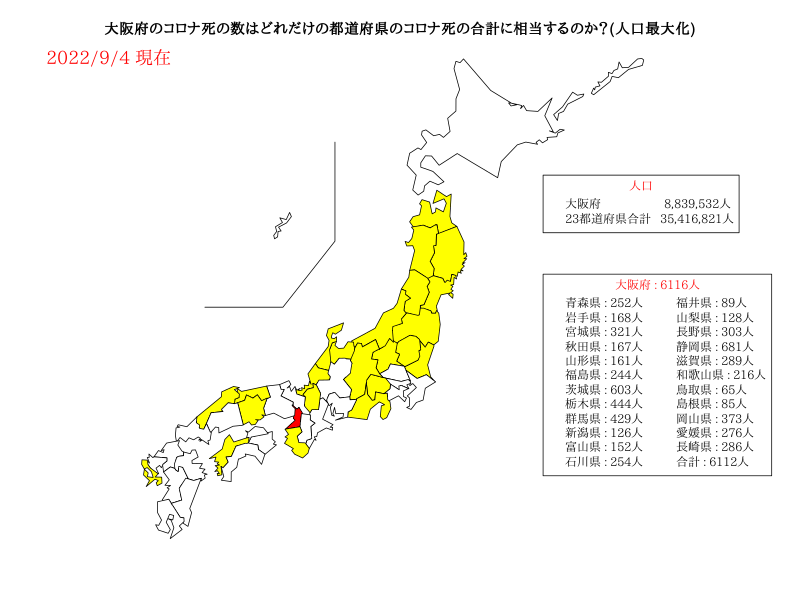 大阪府のコロナ死の数はどれだけの都道府県のコロナ死の合計に相当するのか?(人口最大化)
2022/9/4 現在
人口
大阪府 8,839,532人
23都道府県合計 35,416,821人
大阪府 : 6116人
青森県 : 252人 福井県 : 89人
岩手県 : 168人 山梨県 : 128人
宮城県 : 321人 長野県 : 303人
秋田県 : 167人 静岡県 : 681人
山形県 : 161人 滋賀県 : 289人
福島県 : 244人 和歌山県 : 216人
茨城県 : 603人 鳥取県 : 65人
栃木県 : 444人 島根県 : 85人
群馬県 : 429人 岡山県 : 373人
新潟県 : 126人 愛媛県 : 276人
富山県 : 152人 長崎県 : 286人
石川県 : 254人 合計 : 6112人